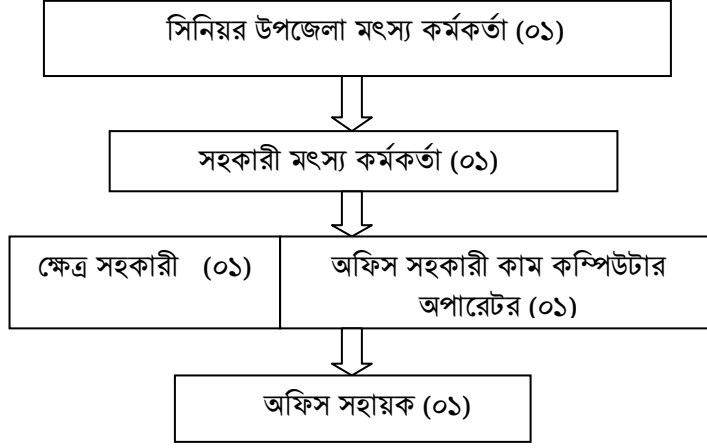 সিনিয়র উপজেলা মৎস্য কর্মকর্তা (০১)
সহকারী মৎস্য কর্মকর্তা (০১)
ক্ষেত্র সহকারী (০১)
অফিস সহকারী কাম কম্পিউটার
অপারেটর (০১)
অফিস সহায়ক (০১)